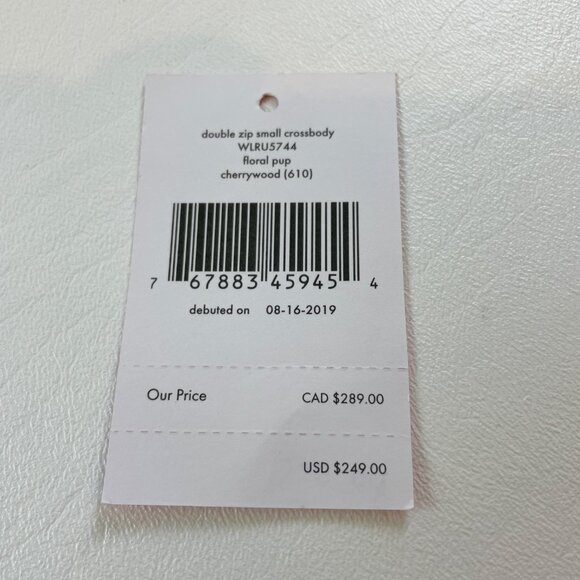 double zip small crossbody
WLRU5744
floral pup
cherrywood (610)
7 67883 45945 4
debuted on 08-16-2019
Our Price CAD $289.00
USD $249.00